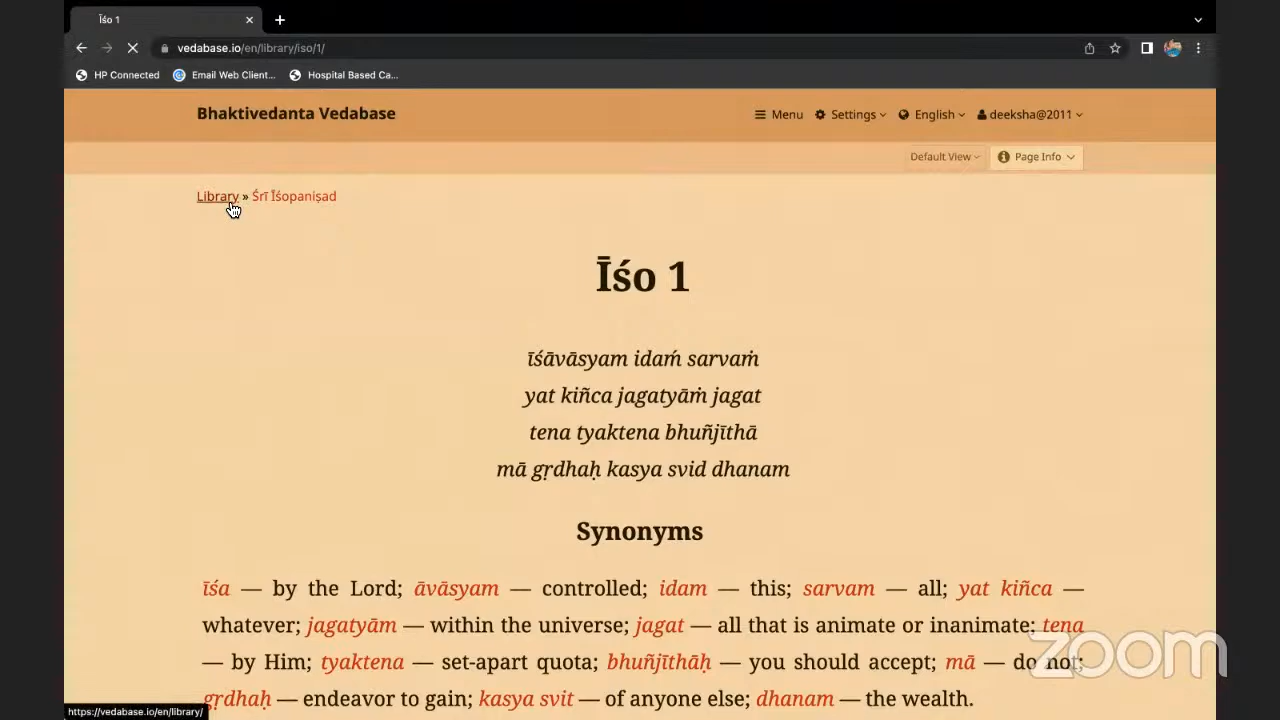 Īśo 1
vedabase.io/en/library/iso/1/
HP Connected
Email Web Client...
Hospital Based Ca...
Bhaktivedanta Vedabase
Menu Settings English deeksha@2011
Default View Page Info
Library » Śrī Īśopaniṣad
Īśo 1
īśāvāsyam idaḿ sarvaṁ
yat kiñca jagatyāṁ jagat
tena tyaktena bhuñjīthā
mā gṛdhaḥ kasya svid dhanam
Synonyms
īśa — by the Lord; āvāsyam — controlled; idam — this; sarvam — all; yat kiñca —
whatever; jagatyām — within the universe; jagat — all that is animate or inanimate; tena
— by Him; tyaktena — set-apart quota; bhuñjīthāḥ — you should accept; mā — do not;
gṛdhaḥ — endeavor to gain; kasya svit — of anyone else; dhanam — the wealth.
zoom
https://vedabase.io/en/library/